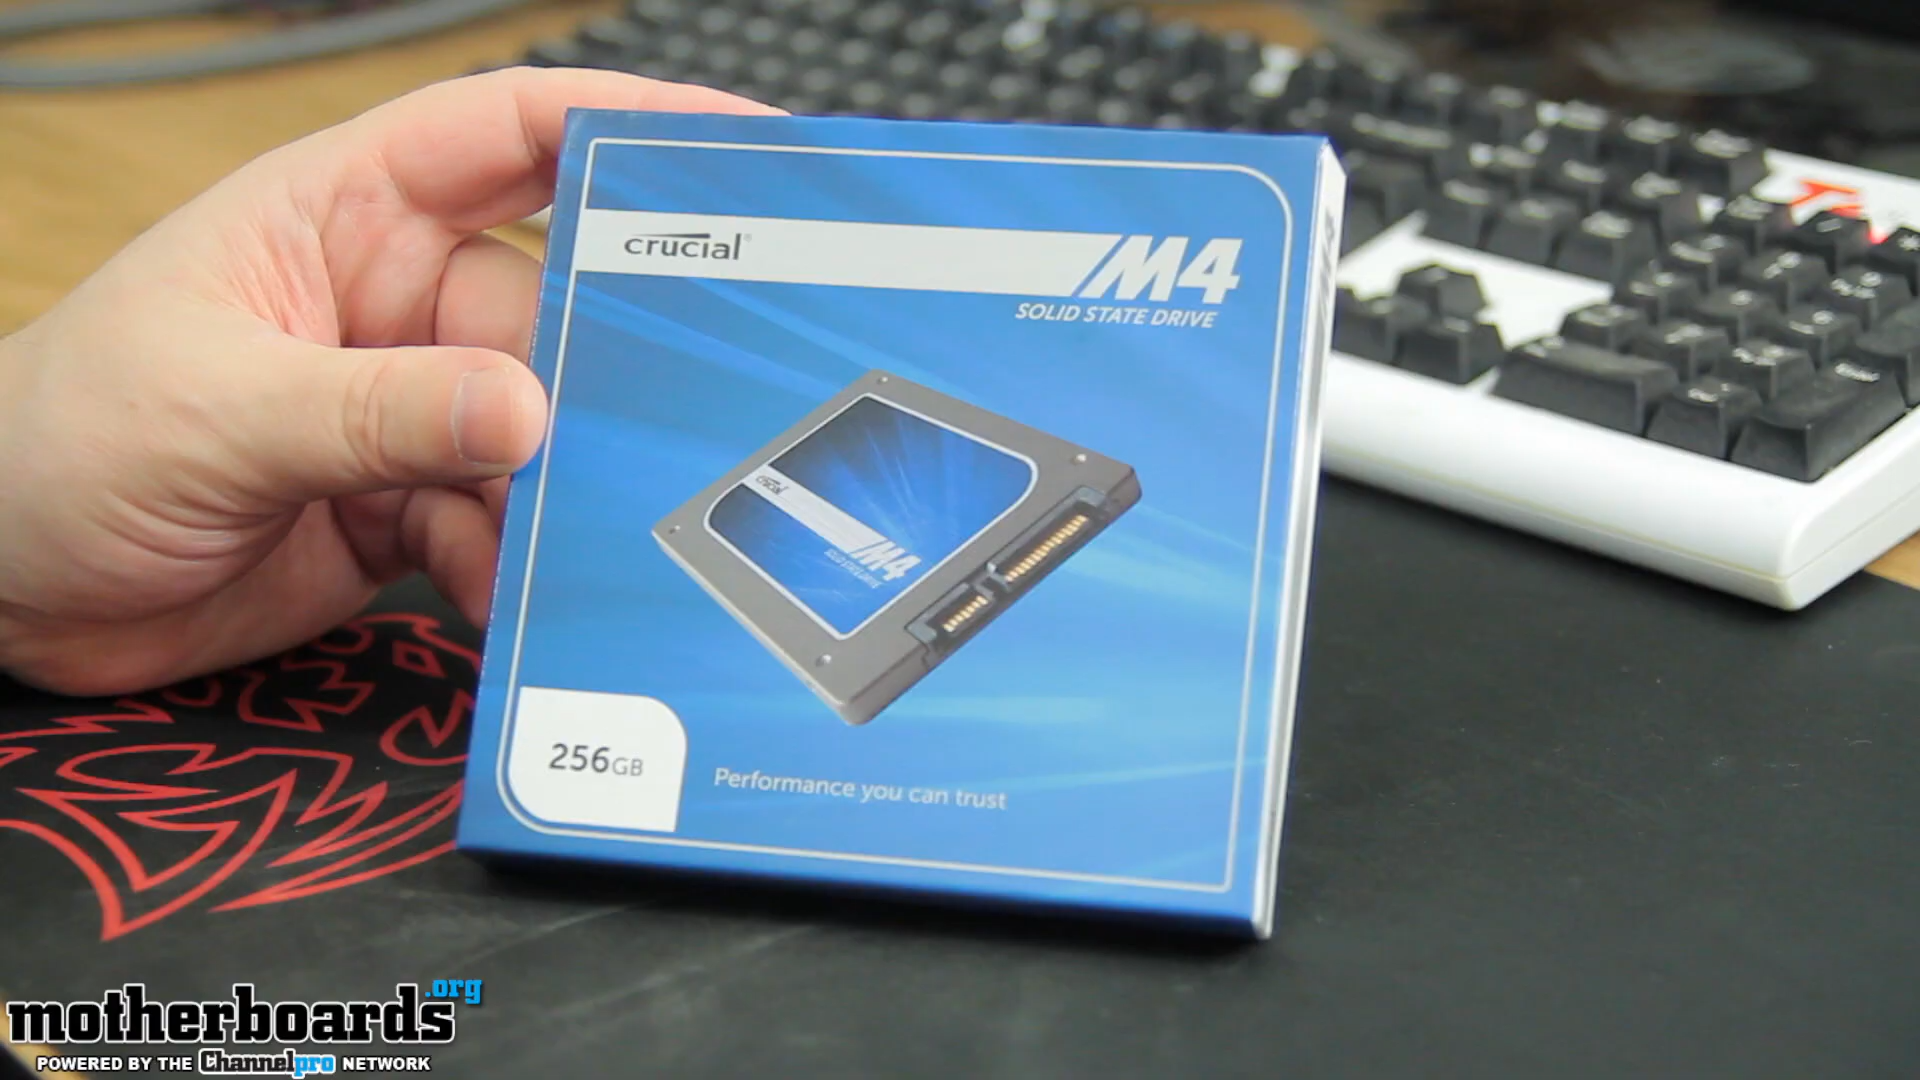 crucial®
M4
SOLID STATE DRIVE
crucial
M4
SOLID STATE DRIVE
256GB
Performance you can trust
motherboards.org
POWERED BY THE Channelpro NETWORK